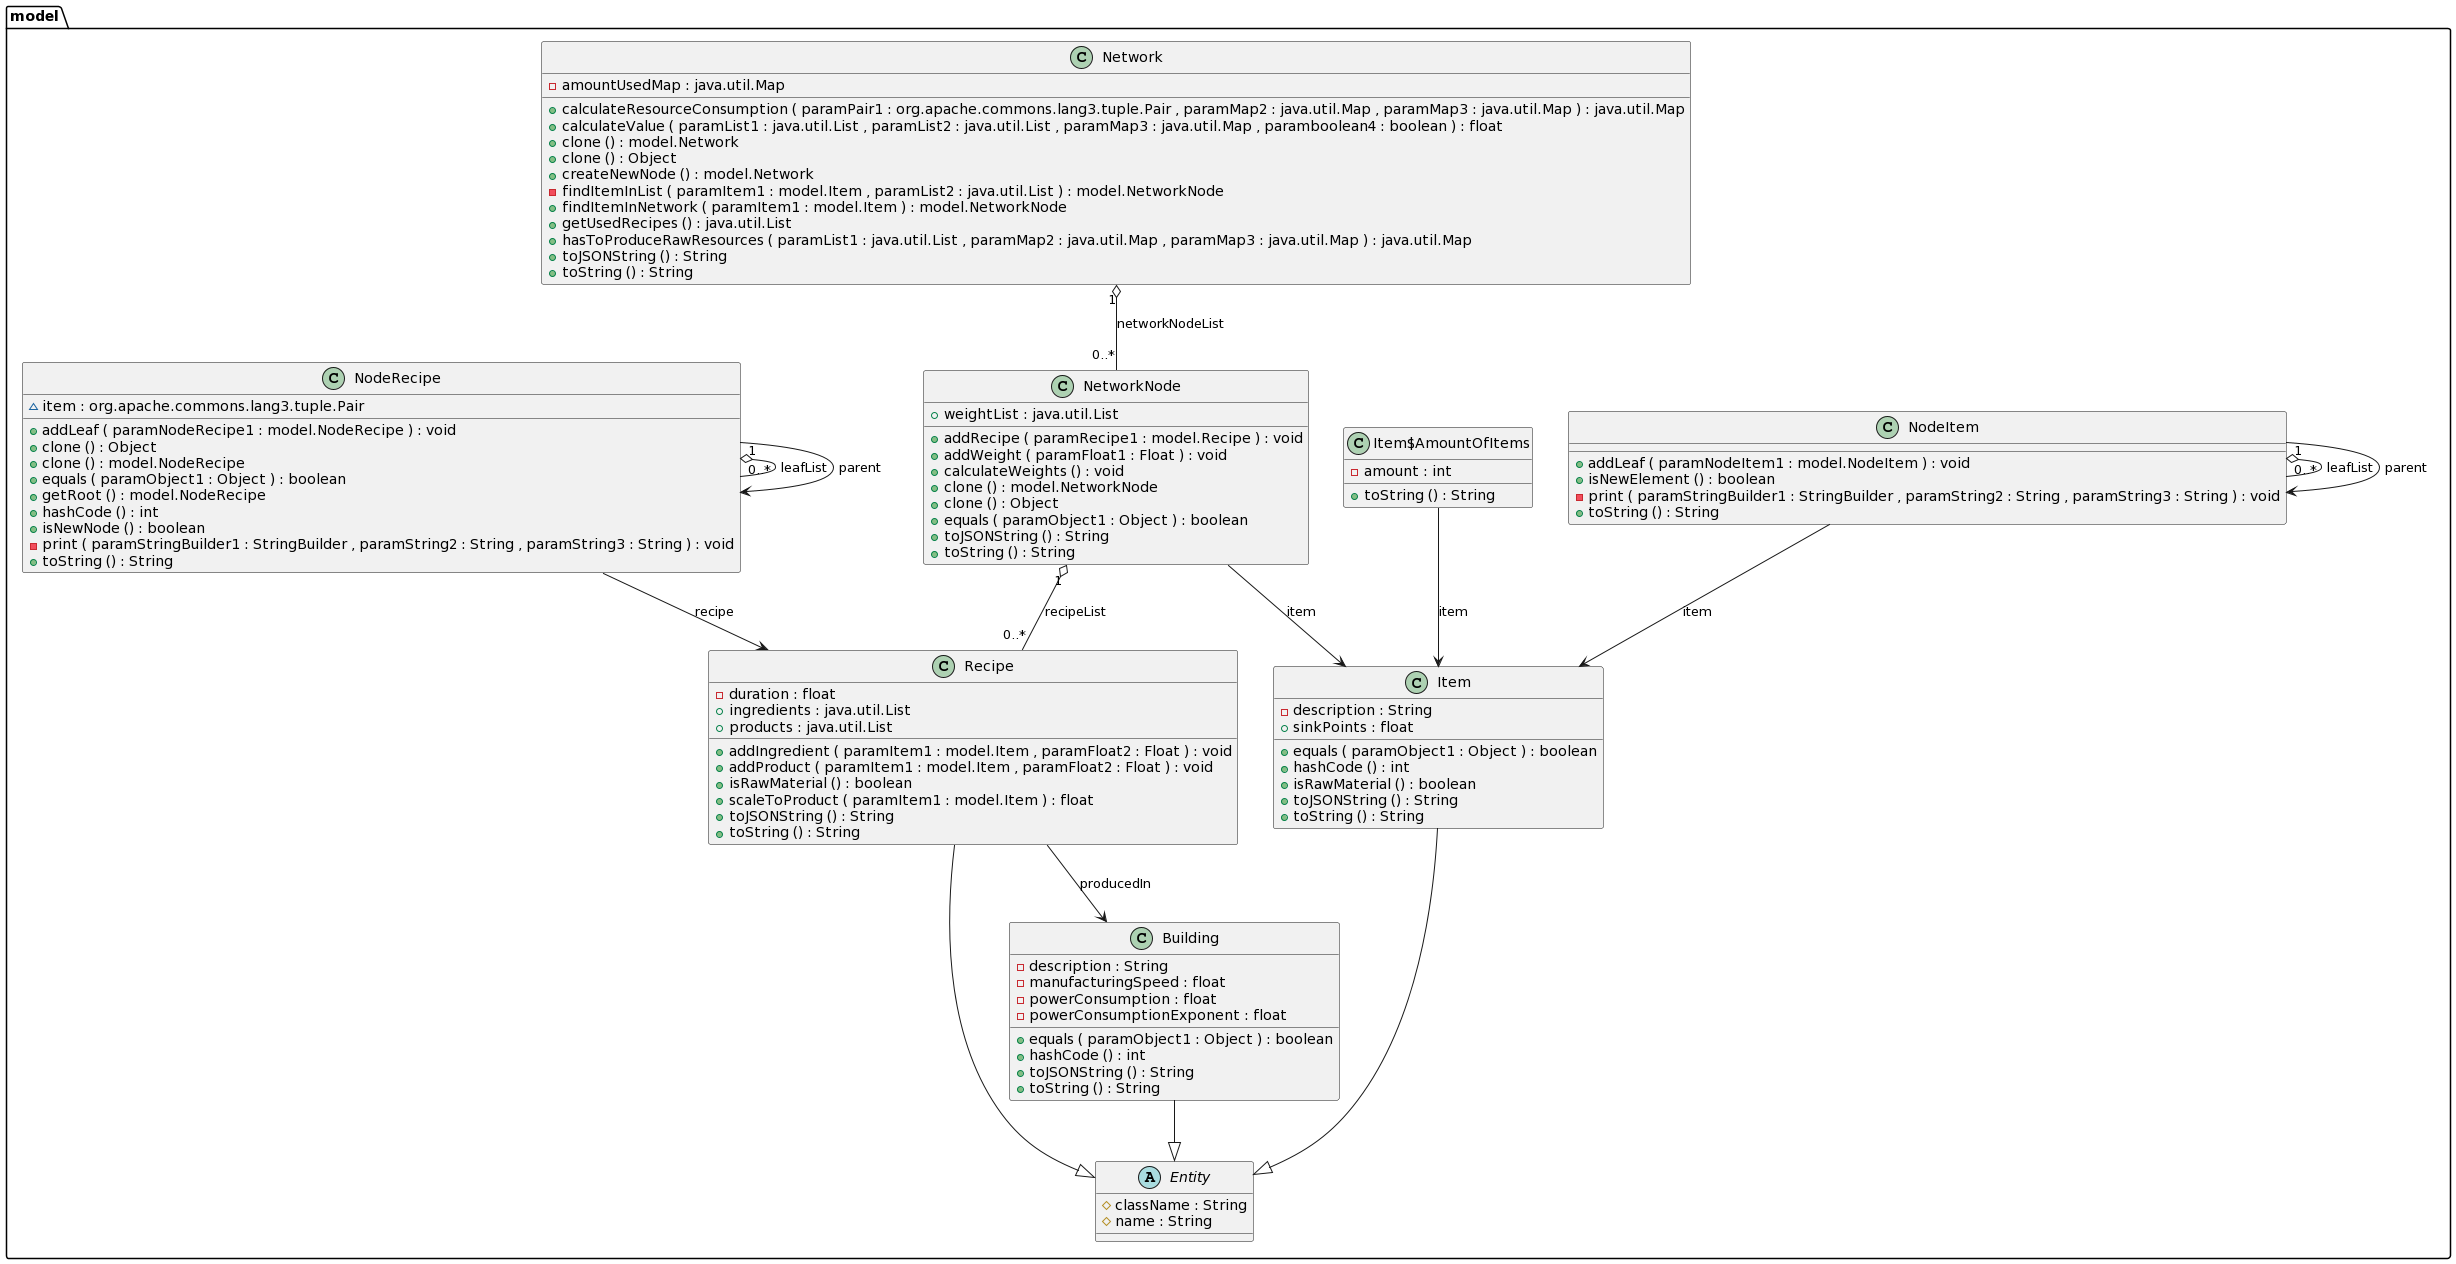 model
C Network
amountUsedMap : java.util.Map
calculateResourceConsumption ( paramPair1 : org.apache.commons.lang3.tuple.Pair , paramMap2 : java.util.Map , paramMap3 : java.util.Map ) : java.util.Map
calculateValue ( paramList1 : java.util.List , paramList2 : java.util.List , paramMap3 : java.util.Map , paramboolean4 : boolean ) : float
clone () : model.Network
clone () : Object
createNewNode () : model.Network
findItemInList ( paramItem1 : model.Item , paramList2 : java.util.List ) : model.NetworkNode
findItemInNetwork ( paramItem1 : model.Item ) : model.NetworkNode
getUsedRecipes () : java.util.List
hasToProduceRawResources ( paramList1 : java.util.List , paramMap2 : java.util.Map , paramMap3 : java.util.Map ) : java.util.Map
toJSONString () : String
toString () : String
1
networkNodeList
0..*
C NodeRecipe
item : org.apache.commons.lang3.tuple.Pair
addLeaf ( paramNodeRecipe1 : model.NodeRecipe ) : void
clone () : Object
clone () : model.NodeRecipe
equals ( paramObject1 : Object ) : boolean
getRoot () : model.NodeRecipe
hashCode () : int
isNewNode () : boolean
print ( paramStringBuilder1 : StringBuilder , paramString2 : String , paramString3 : String ) : void
toString () : String
1
0..*
leafList
parent
C NetworkNode
weightList : java.util.List
addRecipe ( paramRecipe1 : model.Recipe ) : void
addWeight ( paramFloat1 : Float ) : void
calculateWeights () : void
clone () : model.NetworkNode
clone () : Object
equals ( paramObject1 : Object ) : boolean
toJSONString () : String
toString () : String
C Item$AmountOfItems
amount : int
toString () : String
C NodeItem
addLeaf ( paramNodeItem1 : model.NodeItem ) : void
isNewElement () : boolean
print ( paramStringBuilder1 : StringBuilder , paramString2 : String , paramString3 : String ) : void
toString () : String
1
0..*
leafList
parent
recipe
1
recipeList
0..*
item
item
item
C Recipe
duration : float
ingredients : java.util.List
products : java.util.List
addIngredient ( paramItem1 : model.Item , paramFloat2 : Float ) : void
addProduct ( paramItem1 : model.Item , paramFloat2 : Float ) : void
isRawMaterial () : boolean
scaleToProduct ( paramItem1 : model.Item ) : float
toJSONString () : String
toString () : String
C Item
description : String
sinkPoints : float
equals ( paramObject1 : Object ) : boolean
hashCode () : int
isRawMaterial () : boolean
toJSONString () : String
toString () : String
producedIn
C Building
description : String
manufacturingSpeed : float
powerConsumption : float
powerConsumptionExponent : float
equals ( paramObject1 : Object ) : boolean
hashCode () : int
toJSONString () : String
toString () : String
A Entity
className : String
name : String